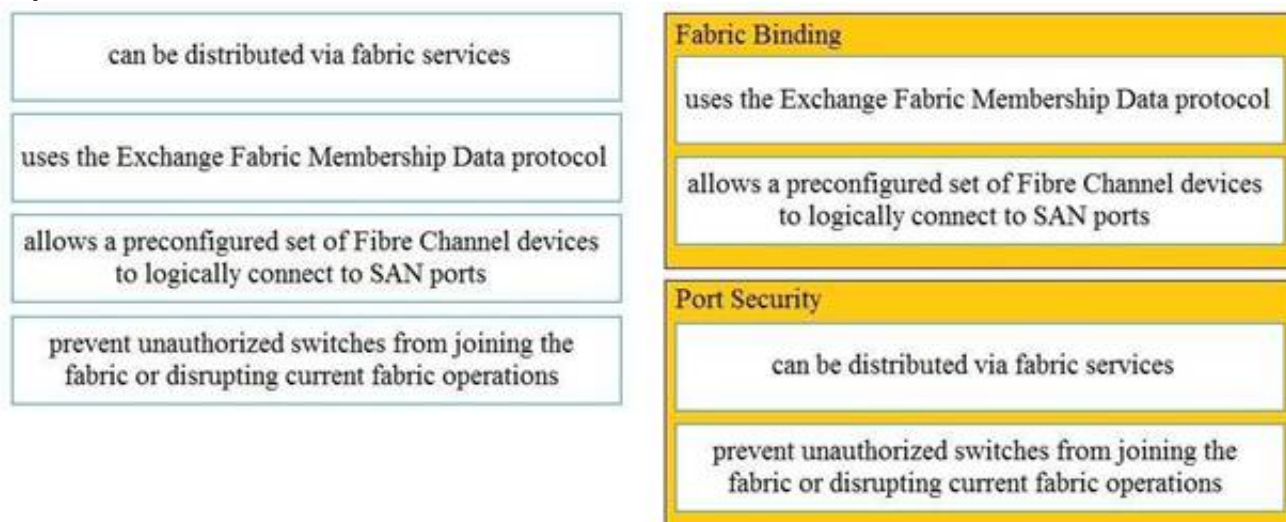 can be distributed via fabric services
uses the Exchange Fabric Membership Data protocol
allows a preconfigured set of Fibre Channel devices
to logically connect to SAN ports
prevent unauthorized switches from joining the
fabric or disrupting current fabric operations
Fabric Binding
uses the Exchange Fabric Membership Data protocol
allows a preconfigured set of Fibre Channel devices
to logically connect to SAN ports
Port Security
can be distributed via fabric services
prevent unauthorized switches from joining the
fabric or disrupting current fabric operations